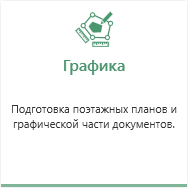 Графика
Подготовка поэтажных планов и
графической части документов.